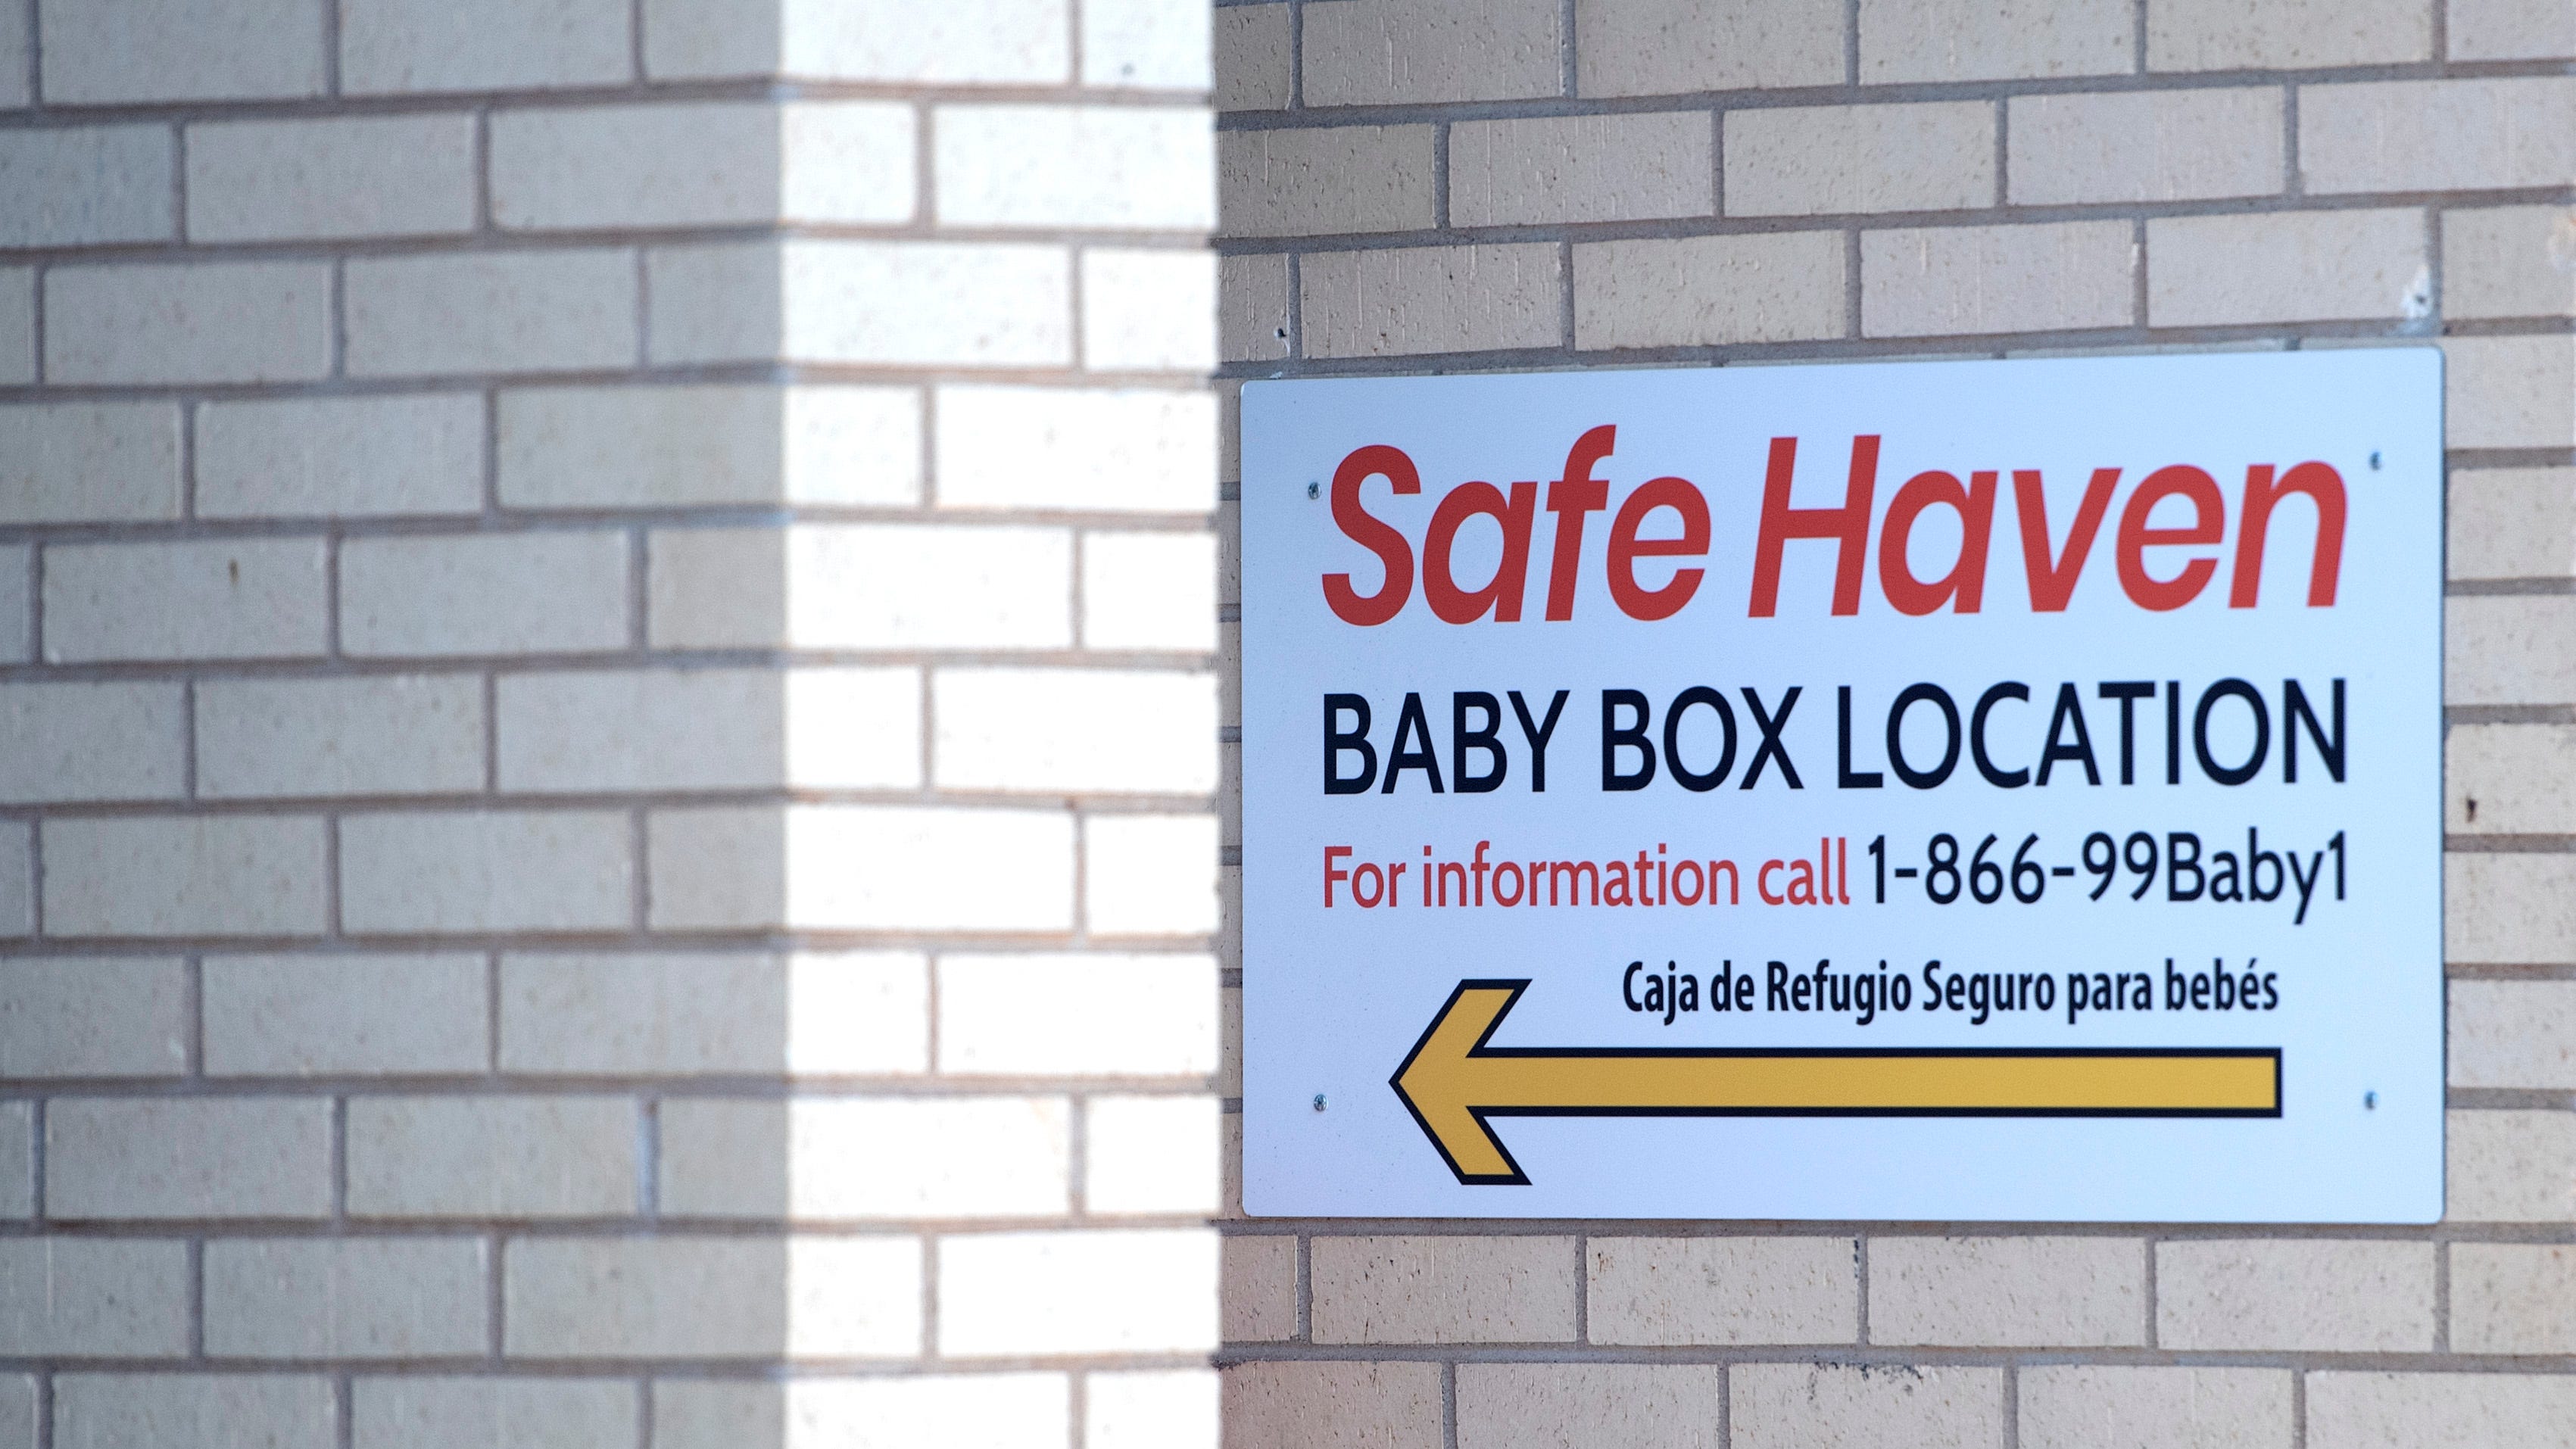 Safe Haven
BABY BOX LOCATION
For information call 1-866-99Baby1
Caja de Refugio Seguro para bebés